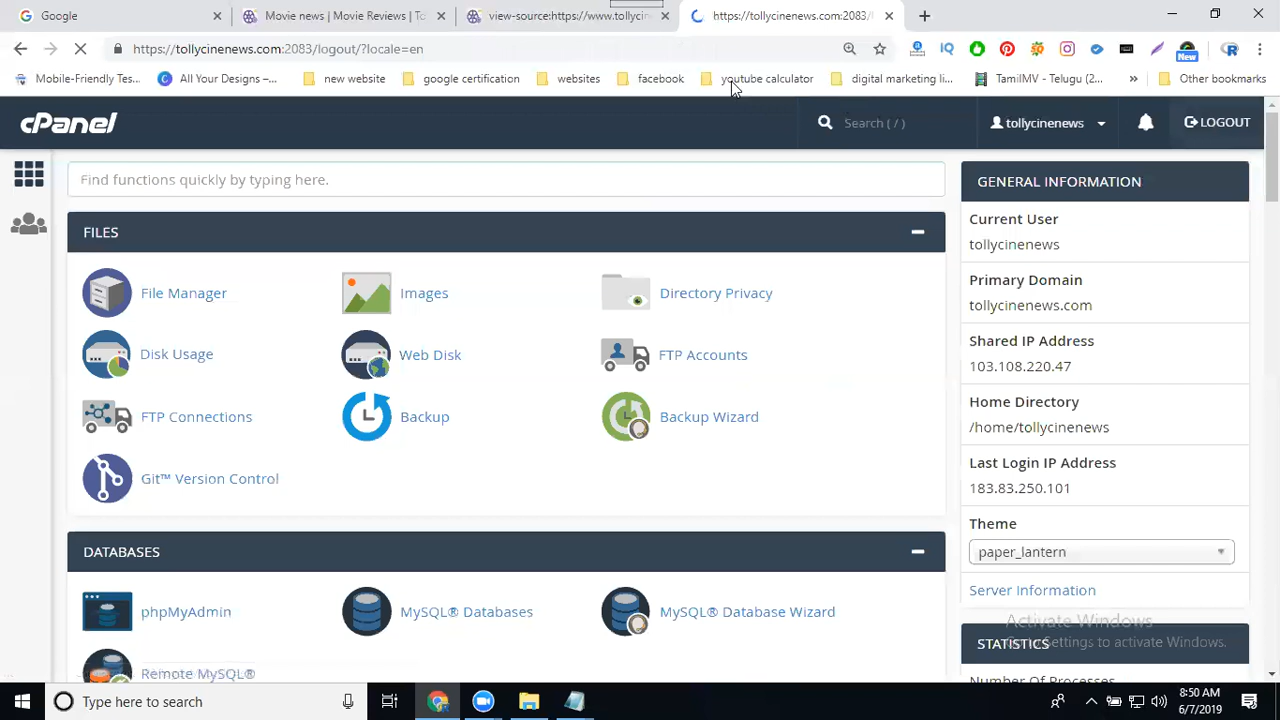 Google
Movie news | Movie Reviews | To
view-source:https://www.tollycin
https://tollycinenews.com:2083/l
https://tollycinenews.com:2083/logout/?locale=en
IQ
New
Mobile-Friendly Tes...
All Your Designs –...
new website
google certification
websites
facebook
youtube calculator
digital marketing li...
TamilMV - Telugu (2...
»
Other bookmarks
cPanel
Search ( / )
tollycinenews
LOGOUT
Find functions quickly by typing here.
FILES
File Manager
Images
Directory Privacy
Disk Usage
Web Disk
FTP Accounts
FTP Connections
Backup
Backup Wizard
Git™ Version Control
DATABASES
phpMyAdmin
MySQL® Databases
MySQL® Database Wizard
Remote MySQL®
GENERAL INFORMATION
Current User
tollycinenews
Primary Domain
tollycinenews.com
Shared IP Address
103.108.220.47
Home Directory
/home/tollycinenews
Last Login IP Address
183.83.250.101
Theme
paper_lantern
Server Information
Activate Windows
Go to Settings to activate Windows.
STATISTICS
Number Of Processes
Type here to search
8:50 AM
6/7/2019